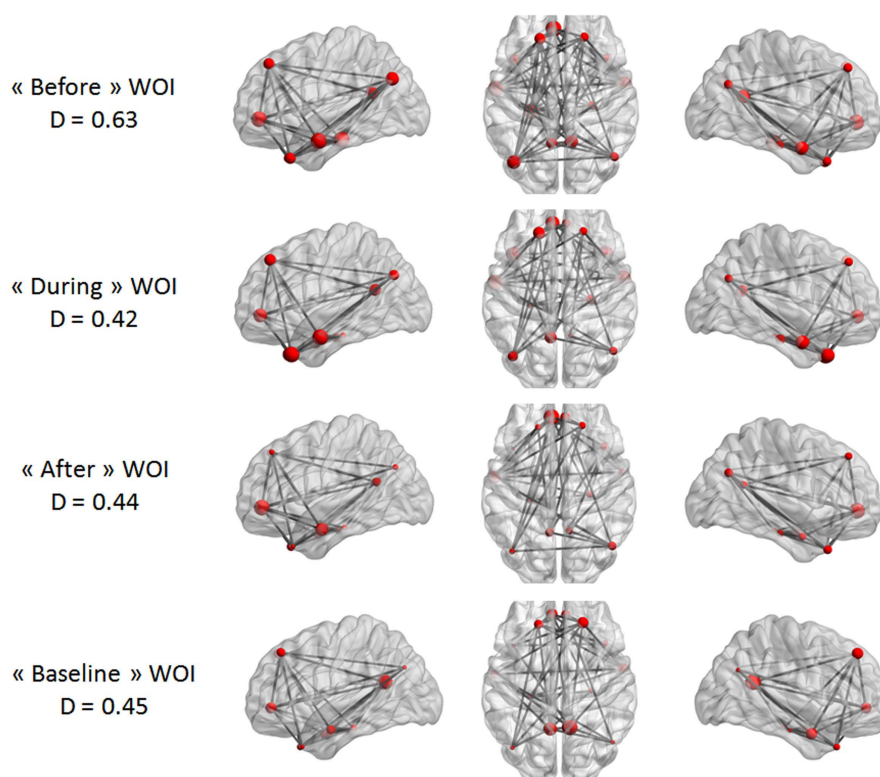 « Before » WOI
D = 0.63
« During » WOI
D = 0.42
« After » WOI
D = 0.44
« Baseline » WOI
D = 0.45